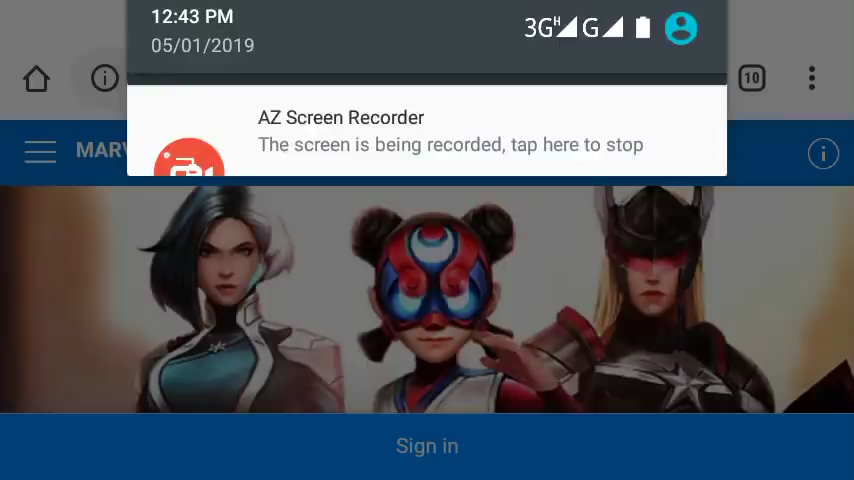 12:43 PM
05/01/2019
3G H G
10
AZ Screen Recorder
The screen is being recorded, tap here to stop
MARV
Sign in